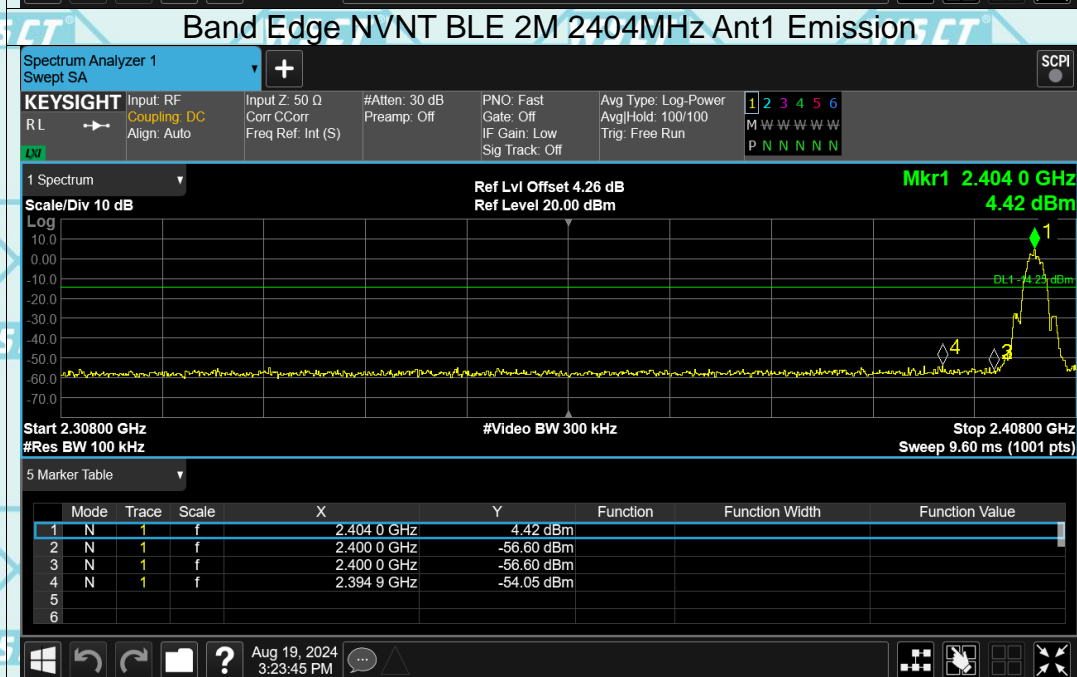 Band Edge NVNT BLE 2M 2404MHz Ant1 Emission
Spectrum Analyzer 1
Swept SA
+
SCPI
KEYSIGHT
R L
LXI
Input: RF
Coupling: DC
Align: Auto
Input Z: 50 Ω
Corr CCorr
Freq Ref: Int (S)
#Atten: 30 dB
Preamp: Off
PNO: Fast
Gate: Off
IF Gain: Low
Sig Track: Off
Avg Type: Log-Power
Avg|Hold: 100/100
Trig: Free Run
1 2 3 4 5 6
M W W W W W
P N N N N N
1 Spectrum
Scale/Div 10 dB
Ref Lvl Offset 4.26 dB
Ref Level 20.00 dBm
Mkr1 2.404 0 GHz
4.42 dBm
Log
10.0
0.00
-10.0
-20.0
-30.0
-40.0
-50.0
-60.0
-70.0
1
DL1 -14.25 dBm
4
3
Start 2.30800 GHz
#Res BW 100 kHz
#Video BW 300 kHz
Stop 2.40800 GHz
Sweep 9.60 ms (1001 pts)
5 Marker Table
Mode Trace Scale X Y Function Function Width Function Value
1 N 1 f 2.404 0 GHz 4.42 dBm
2 N 1 f 2.400 0 GHz -56.60 dBm
3 N 1 f 2.400 0 GHz -56.60 dBm
4 N 1 f 2.394 9 GHz -54.05 dBm
5
6
?
Aug 19, 2024
3:23:45 PM